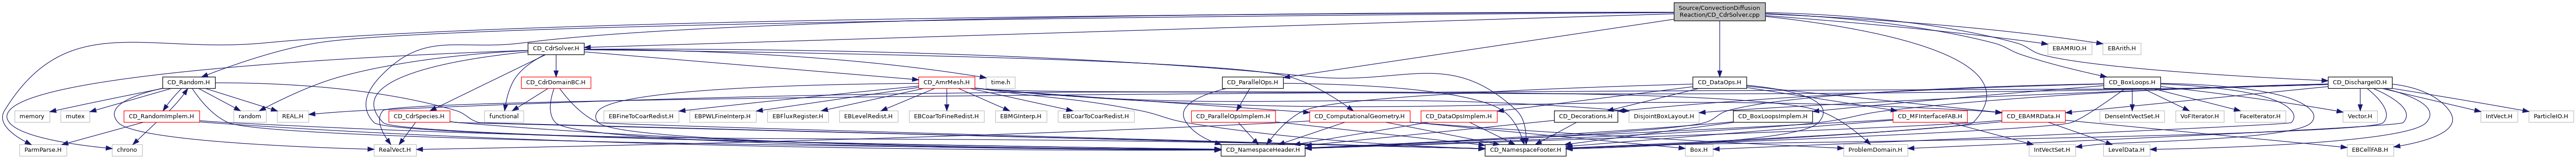 Source/ConvectionDiffusion
Reaction/CD_CdrSolver.cpp
CD_CdrSolver.H
EBAMRIO.H
EBArith.H
CD_Random.H
CD_CdrDomainBC.H
CD_AmrMesh.H
time.h
CD_ParallelOps.H
CD_DataOps.H
CD_BoxLoops.H
CD_DischargeIO.H
memory
mutex
CD_RandomImplem.H
random
REAL.H
CD_CdrSpecies.H
functional
EBFineToCoarRedist.H
EBPWLFineInterp.H
EBFluxRegister.H
EBLevelRedist.H
EBCoarToFineRedist.H
EBMGInterp.H
EBCoarToCoarRedist.H
CD_ParallelOpsImplem.H
CD_ComputationalGeometry.H
CD_DataOpsImplem.H
CD_Decorations.H
DisjointBoxLayout.H
CD_BoxLoopsImplem.H
CD_MFInterfaceFAB.H
CD_EBAMRData.H
DenseIntVectSet.H
VoFIterator.H
FaceIterator.H
Vector.H
IntVect.H
ParticleIO.H
ParmParse.H
chrono
RealVect.H
CD_NamespaceHeader.H
CD_NamespaceFooter.H
Box.H
ProblemDomain.H
IntVectSet.H
LevelData.H
EBCellFAB.H